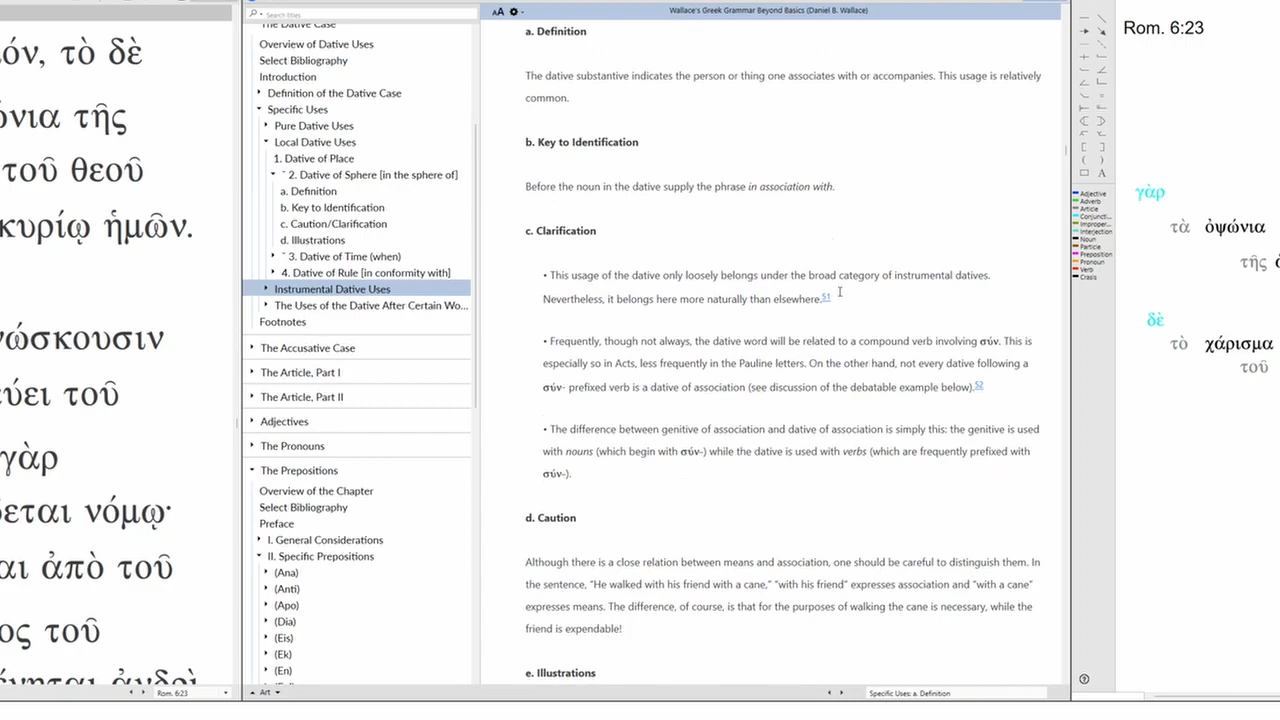 όν, τὸ δὲ
τῆς
τοῦ θεοῦ
κυρίῳ ἡμῶν.
τοῦ
γὰρ
νόμῳ·
ἀπὸ τοῦ
τοῦ
Rom. 6:23
Search titles
The Dative Case
Overview of Dative Uses
Select Bibliography
Introduction
Definition of the Dative Case
Specific Uses
Pure Dative Uses
Local Dative Uses
1. Dative of Place
2. Dative of Sphere [in the sphere of]
a. Definition
b. Key to Identification
c. Caution/Clarification
d. Illustrations
3. Dative of Time (when)
4. Dative of Rule [in conformity with]
Instrumental Dative Uses
The Uses of the Dative After Certain Wo...
Footnotes
The Accusative Case
The Article, Part I
The Article, Part II
Adjectives
The Pronouns
The Prepositions
Overview of the Chapter
Select Bibliography
Preface
I. General Considerations
II. Specific Prepositions
(Ana)
(Anti)
(Apo)
(Dia)
(Eis)
(Ek)
(En)
Art
AA
Wallace's Greek Grammar Beyond Basics (Daniel B. Wallace)
a. Definition
The dative substantive indicates the person or thing one associates with or accompanies. This usage is relatively
common.
b. Key to Identification
Before the noun in the dative supply the phrase in association with.
c. Clarification
• This usage of the dative only loosely belongs under the broad category of instrumental datives.
Nevertheless, it belongs here more naturally than elsewhere.51
• Frequently, though not always, the dative word will be related to a compound verb involving σύν. This is
especially so in Acts, less frequently in the Pauline letters. On the other hand, not every dative following a
σύν- prefixed verb is a dative of association (see discussion of the debatable example below).52
• The difference between genitive of association and dative of association is simply this: the genitive is used
with nouns (which begin with σύν-) while the dative is used with verbs (which are frequently prefixed with
σύν-).
d. Caution
Although there is a close relation between means and association, one should be careful to distinguish them. In
the sentence, “He walked with his friend with a cane,” “with his friend” expresses association and “with a cane”
expresses means. The difference, of course, is that for the purposes of walking the cane is necessary, while the
friend is expendable!
e. Illustrations
Specific Uses: a. Definition
Adjective
Adverb
Article
Conjuncti...
Improper...
Interjection
Noun
Particle
Preposition
Pronoun
Verb
Crasis
Rom. 6:23
γὰρ
τὰ ὀψώνια
τῆς
δὲ
τὸ χάρισμα
τοῦ